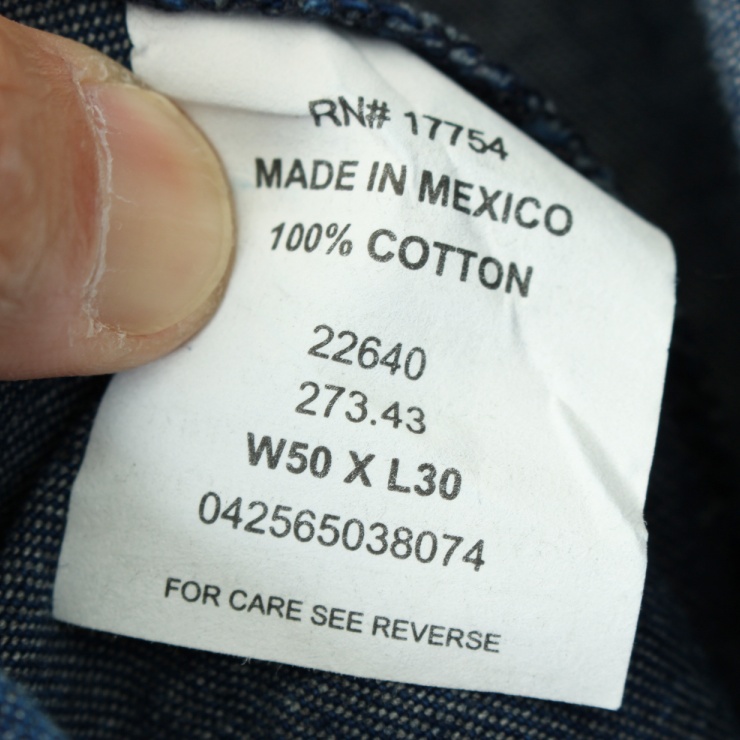 RN# 17754
MADE IN MEXICO
100% COTTON
22640
273.43
W50 X L30
042565038074
FOR CARE SEE REVERSE